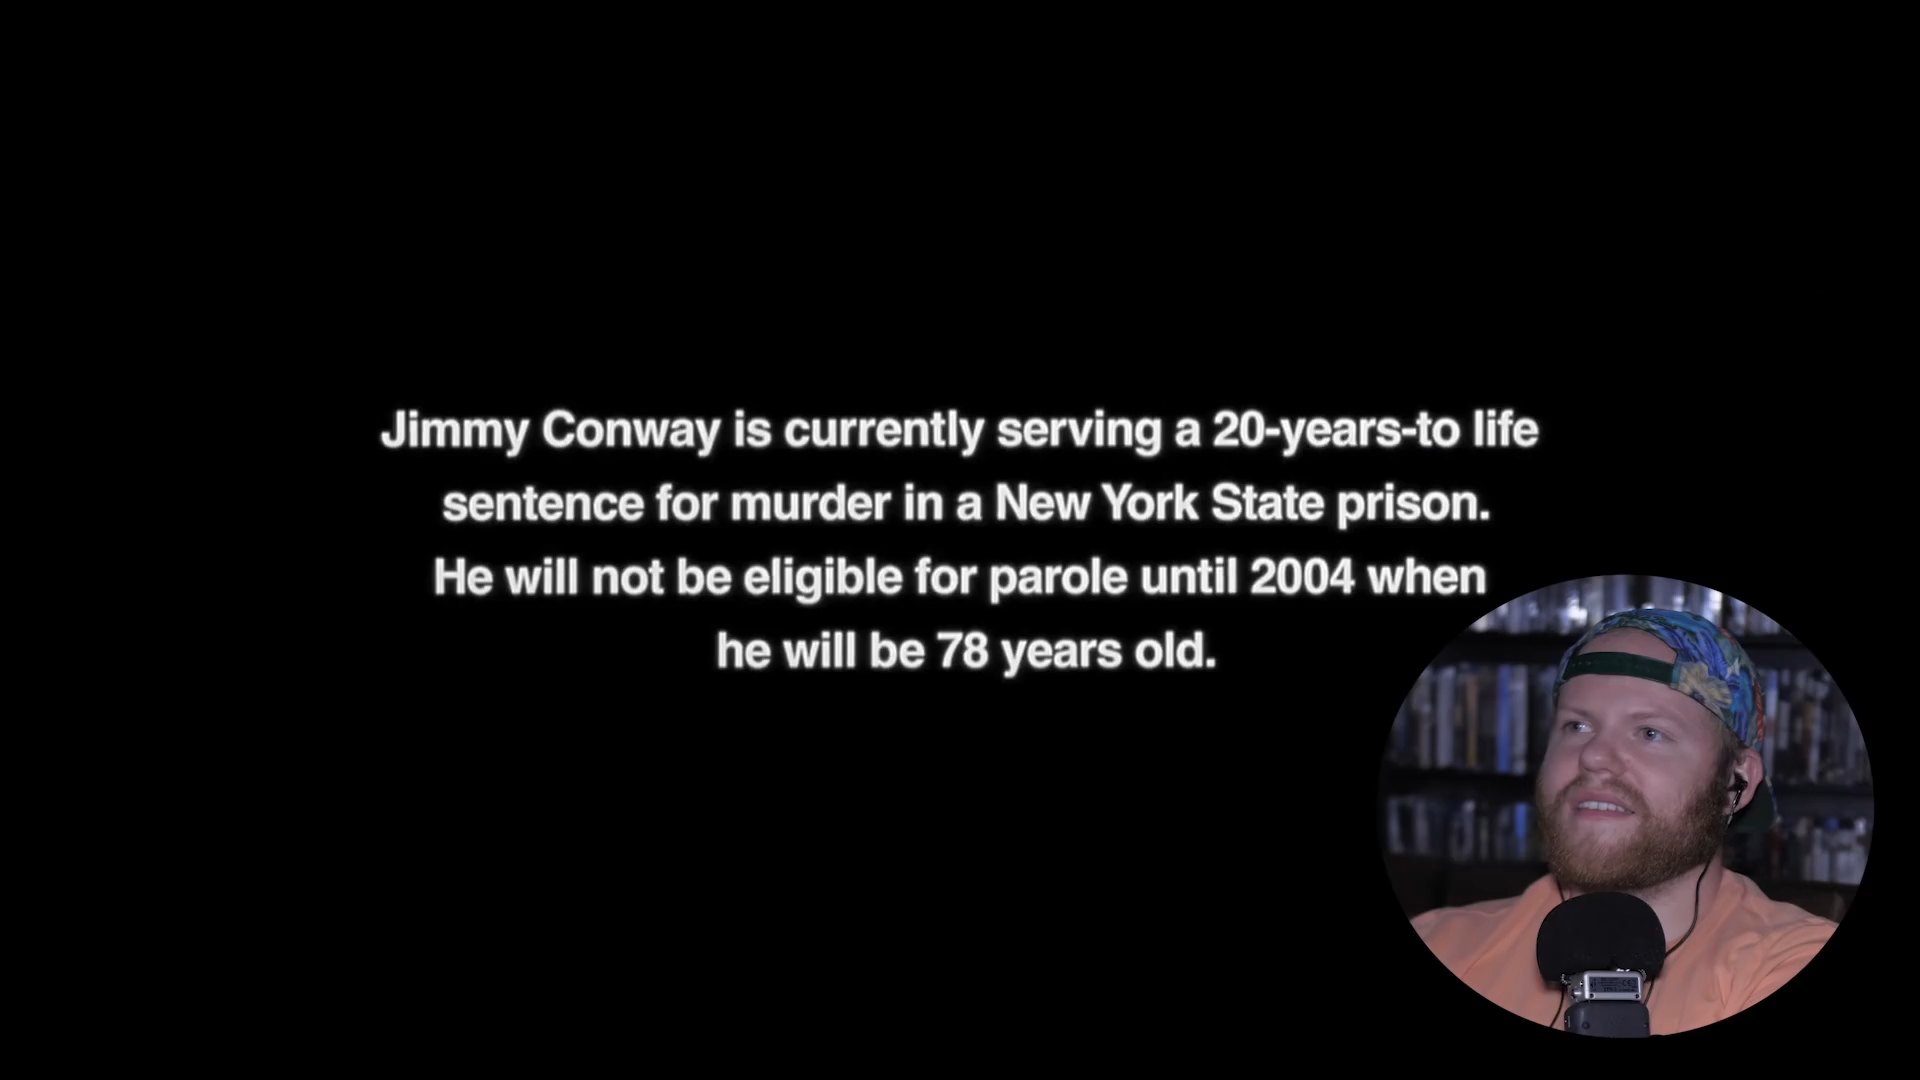 Jimmy Conway is currently serving a 20-years-to life
sentence for murder in a New York State prison.
He will not be eligible for parole until 2004 when
he will be 78 years old.